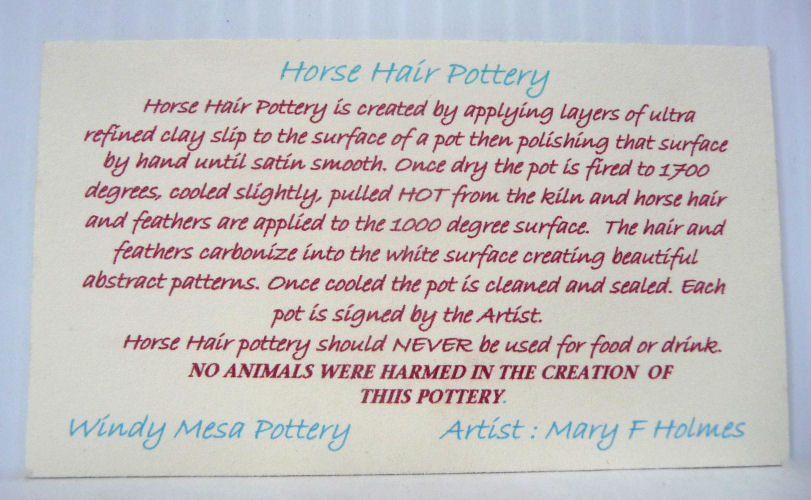 Horse Hair Pottery
Horse Hair Pottery is created by applying layers of ultra
refined clay slip to the surface of a pot then polishing that surface
by hand until satin smooth. Once dry the pot is fired to 1700
degrees, cooled slightly, pulled HOT from the kiln and horse hair
and feathers are applied to the 1000 degree surface. The hair and
feathers carbonize into the white surface creating beautiful
abstract patterns. Once cooled the pot is cleaned and sealed. Each
pot is signed by the Artist.
Horse Hair pottery should NEVER be used for food or drink.
NO ANIMALS WERE HARMED IN THE CREATION OF
THIIS POTTERY.
Windy Mesa Pottery Artist : Mary F Holmes